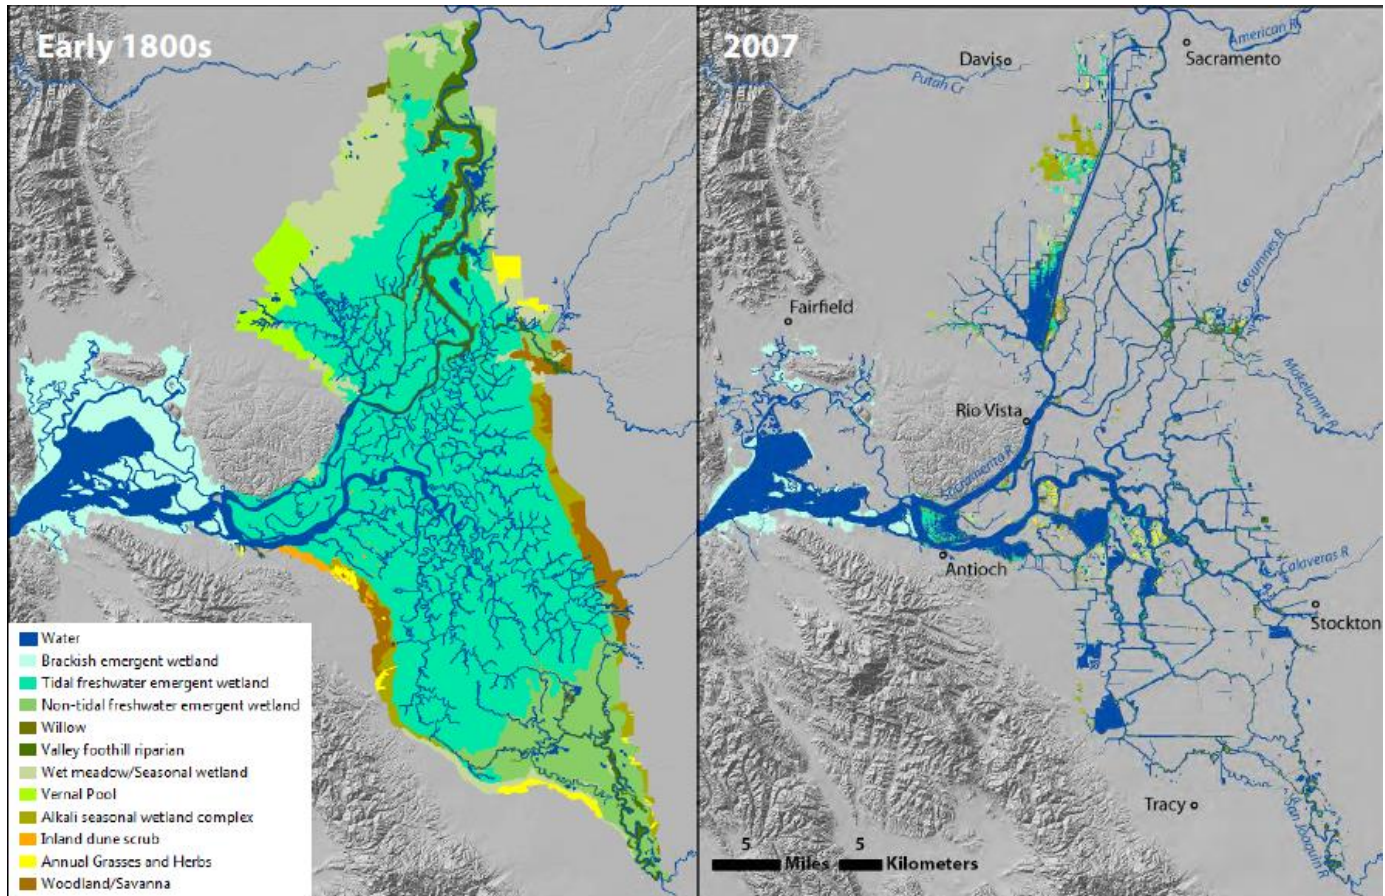 Early 1800s
Water
Brackish emergent wetland
Tidal freshwater emergent wetland
Non-tidal freshwater emergent wetland
Willow
Valley foothill riparian
Wet meadow/Seasonal wetland
Vernal Pool
Alkali seasonal wetland complex
Inland dune scrub
Annual Grasses and Herbs
Woodland/Savanna
2007
American R
Davis
Sacramento
Putah Cr
Cosumnes R
Fairfield
Mokelumne R
Rio Vista
Sacramento R
Antioch
Calaveras R
Stockton
Tracy
San Joaquin R
5 5
Miles Kilometers